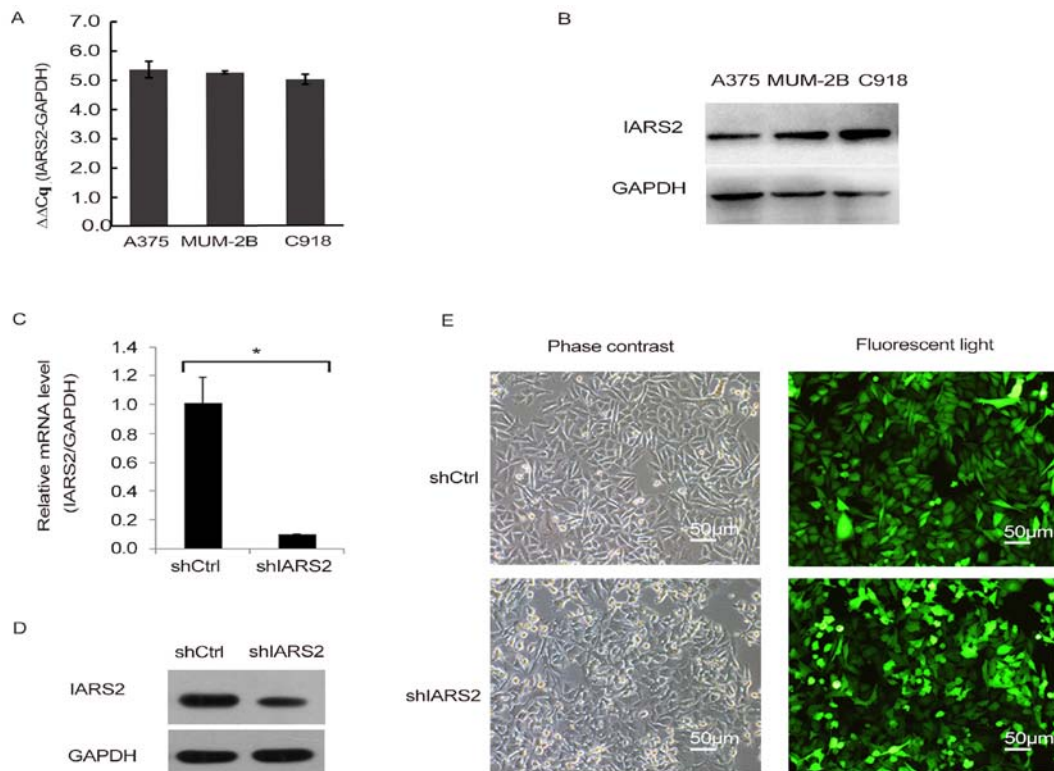 A
ΔΔCq (IARS2-GAPDH)
7.0
6.0
5.0
4.0
3.0
2.0
1.0
0.0
A375 MUM-2B C918
B
A375 MUM-2B C918
IARS2
GAPDH
C
Relative mRNA level
(IARS2/GAPDH)
1.4
1.2
1.0
0.8
0.6
0.4
0.2
0.0
*
shCtrl shIARS2
D
shCtrl shIARS2
IARS2
GAPDH
E
Phase contrast Fluorescent light
shCtrl
50μm 50μm
shIARS2
50μm 50μm